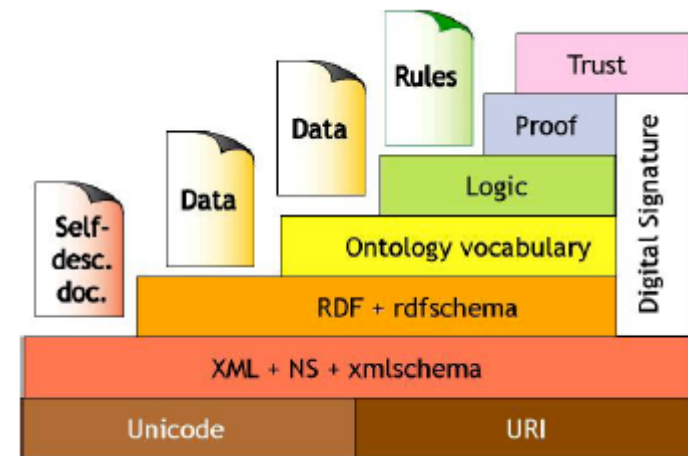 Trust
Rules
Proof
Data
Logic
Data
Digital Signature
Self-
desc.
doc.
Ontology vocabulary
RDF + rdfschema
XML + NS + xmlschema
Unicode
URI